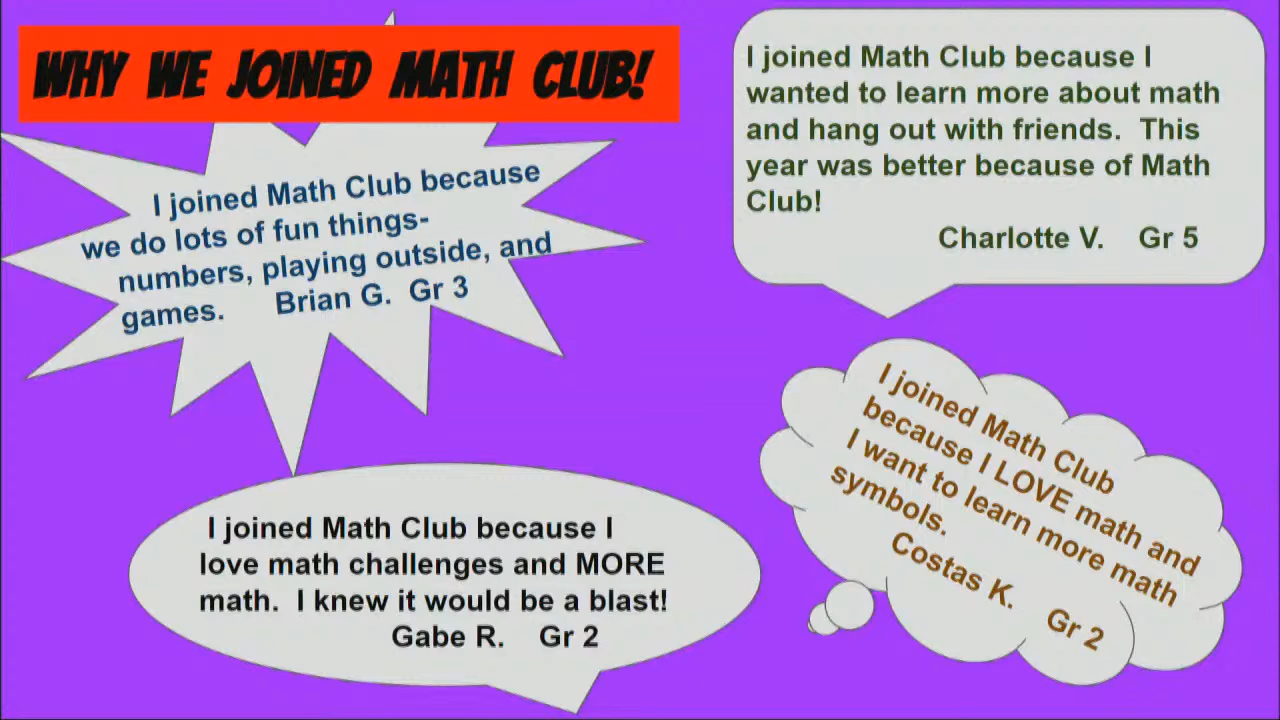 WHY WE JOINED MATH CLUB!
I joined Math Club because
we do lots of fun things-
numbers, playing outside, and
games. Brian G. Gr 3
I joined Math Club because I
wanted to learn more about math
and hang out with friends. This
year was better because of Math
Club!
Charlotte V. Gr 5
I joined Math Club because I
love math challenges and MORE
math. I knew it would be a blast!
Gabe R. Gr 2
I joined Math Club
because I LOVE math and
I want to learn more math
symbols.
Costas K. Gr 2